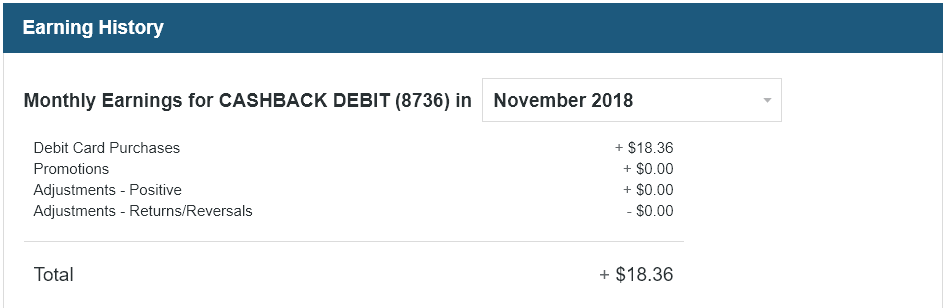 Earning History
Monthly Earnings for CASHBACK DEBIT (8736) in November 2018
Debit Card Purchases + $18.36
Promotions + $0.00
Adjustments - Positive + $0.00
Adjustments - Returns/Reversals - $0.00
Total + $18.36